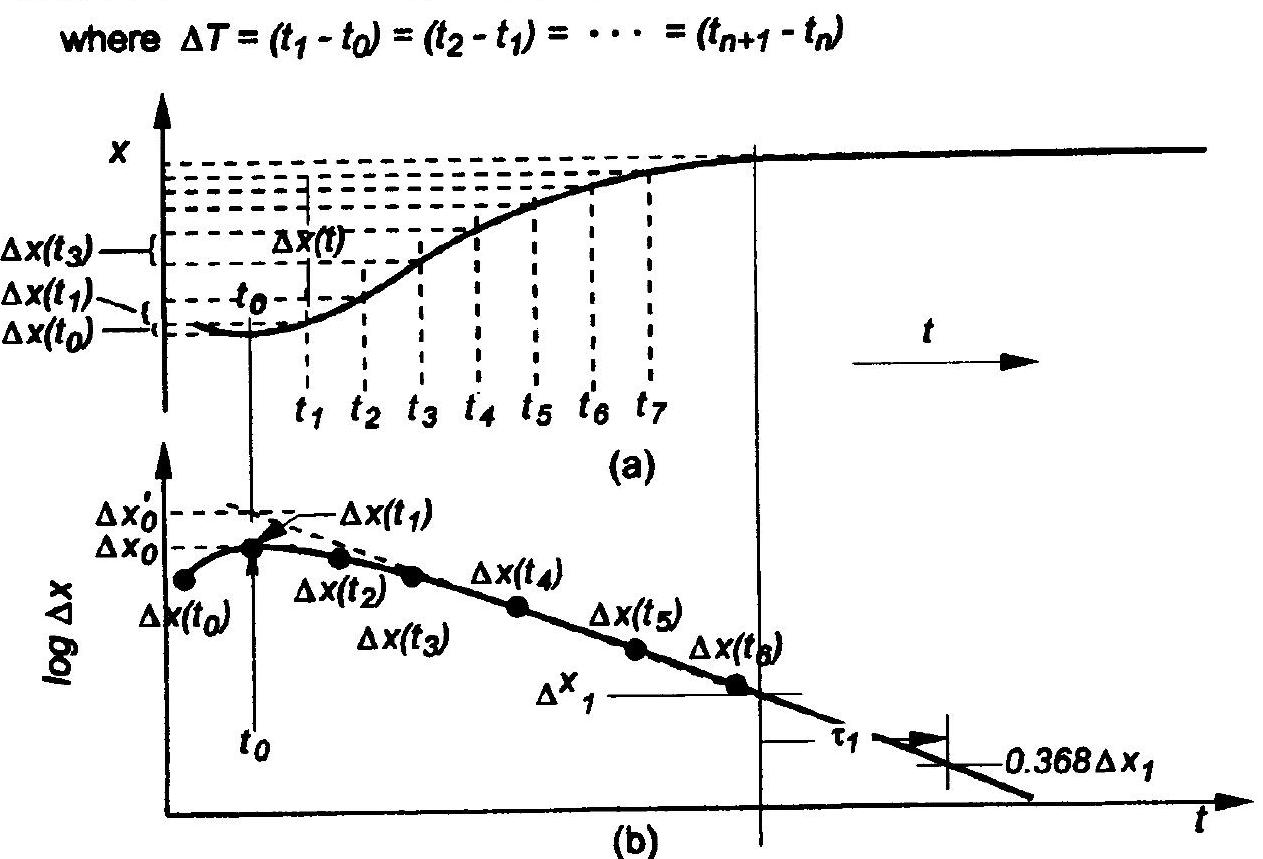 where ΔT = (t₁ - t₀) = (t₂ - t₁) = · · · = (tₙ₊₁ - tₙ)
x
Δx(t₃)
Δx(t)
Δx(t₁)
t₀
Δx(t₀)
t
t₁ t₂ t₃ t₄ t₅ t₆ t₇
(a)
Δx₀'
Δx(t₁)
Δx₀
log Δx
Δx(t₀)
Δx(t₂)
Δx(t₃)
Δx(t₄)
Δx(t₅)
Δx(t₆)
Δx₁
t₀
τ₁
0.368Δx₁
t
(b)